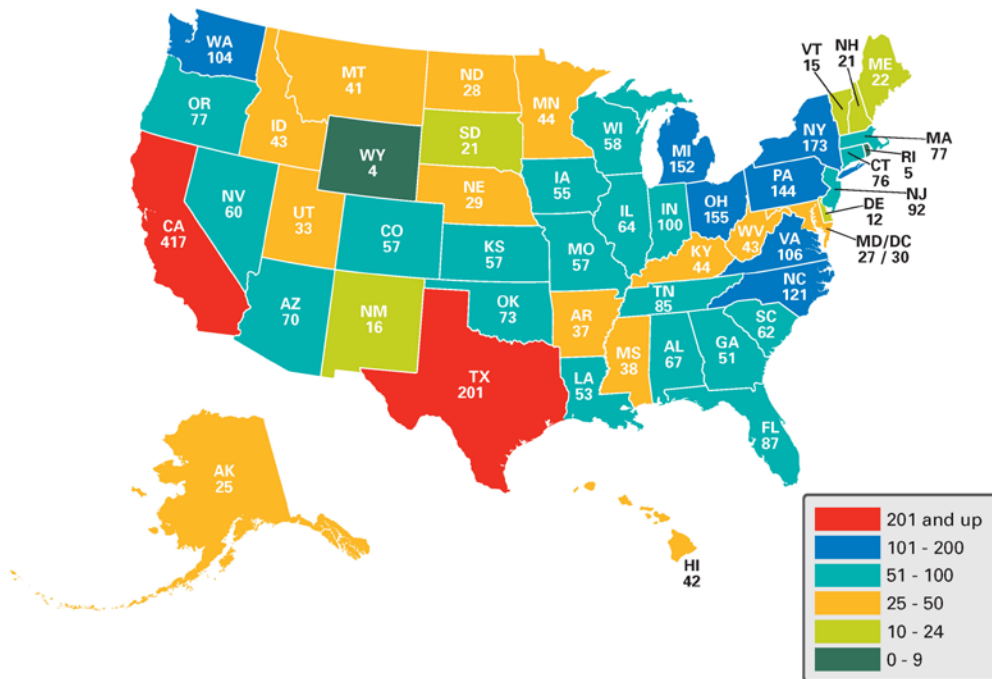 WA
104
OR
77
CA
417
NV
60
ID
43
MT
41
WY
4
UT
33
AZ
70
CO
57
NM
16
ND
28
SD
21
NE
29
KS
57
OK
73
TX
201
MN
44
IA
55
MO
57
AR
37
LA
53
WI
58
IL
64
MI
152
IN
100
OH
155
KY
44
TN
85
MS
38
AL
67
GA
51
FL
87
SC
62
NC
121
VA
106
WV
43
PA
144
NY
173
VT
15
NH
21
ME
22
MA
77
RI
5
CT
76
NJ
92
DE
12
MD/DC
27 / 30
AK
25
HI
42
201 and up
101 - 200
51 - 100
25 - 50
10 - 24
0 - 9